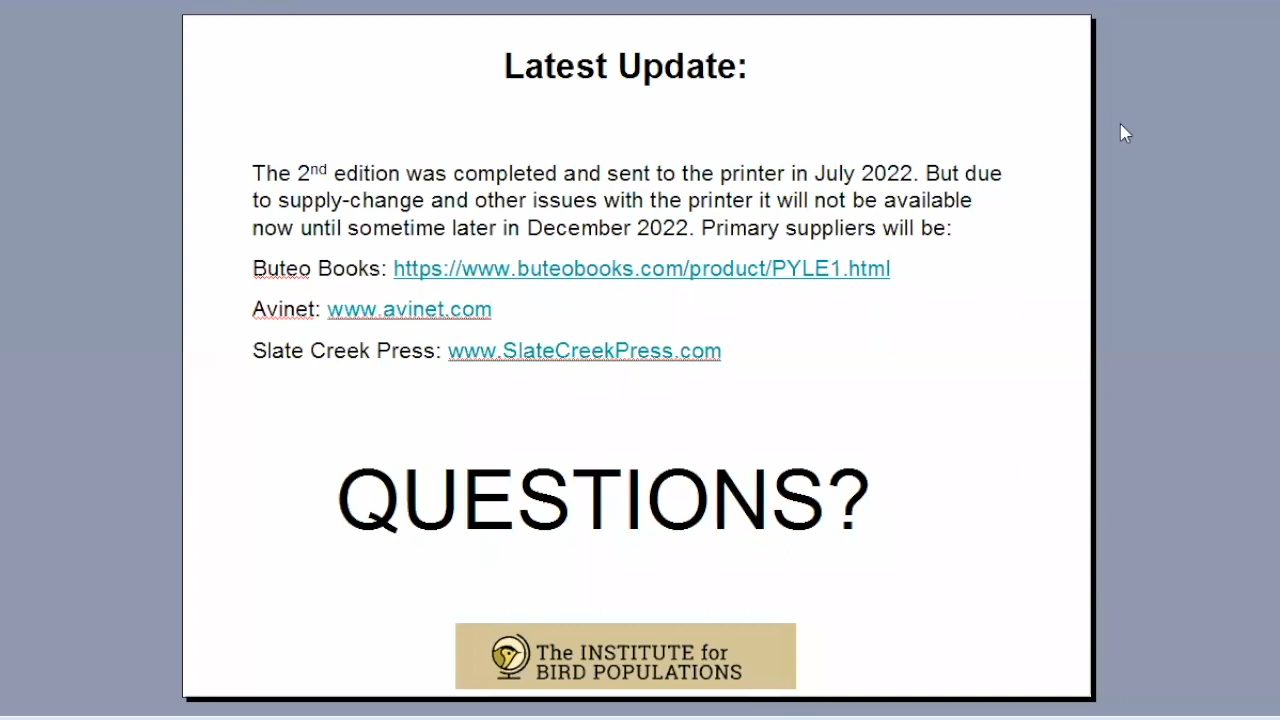 Latest Update:
The 2nd edition was completed and sent to the printer in July 2022. But due
to supply-change and other issues with the printer it will not be available
now until sometime later in December 2022. Primary suppliers will be:
Buteo Books: https://www.buteobooks.com/product/PYLE1.html
Avinet: www.avinet.com
Slate Creek Press: www.SlateCreekPress.com
QUESTIONS?
The INSTITUTE for
BIRD POPULATIONS